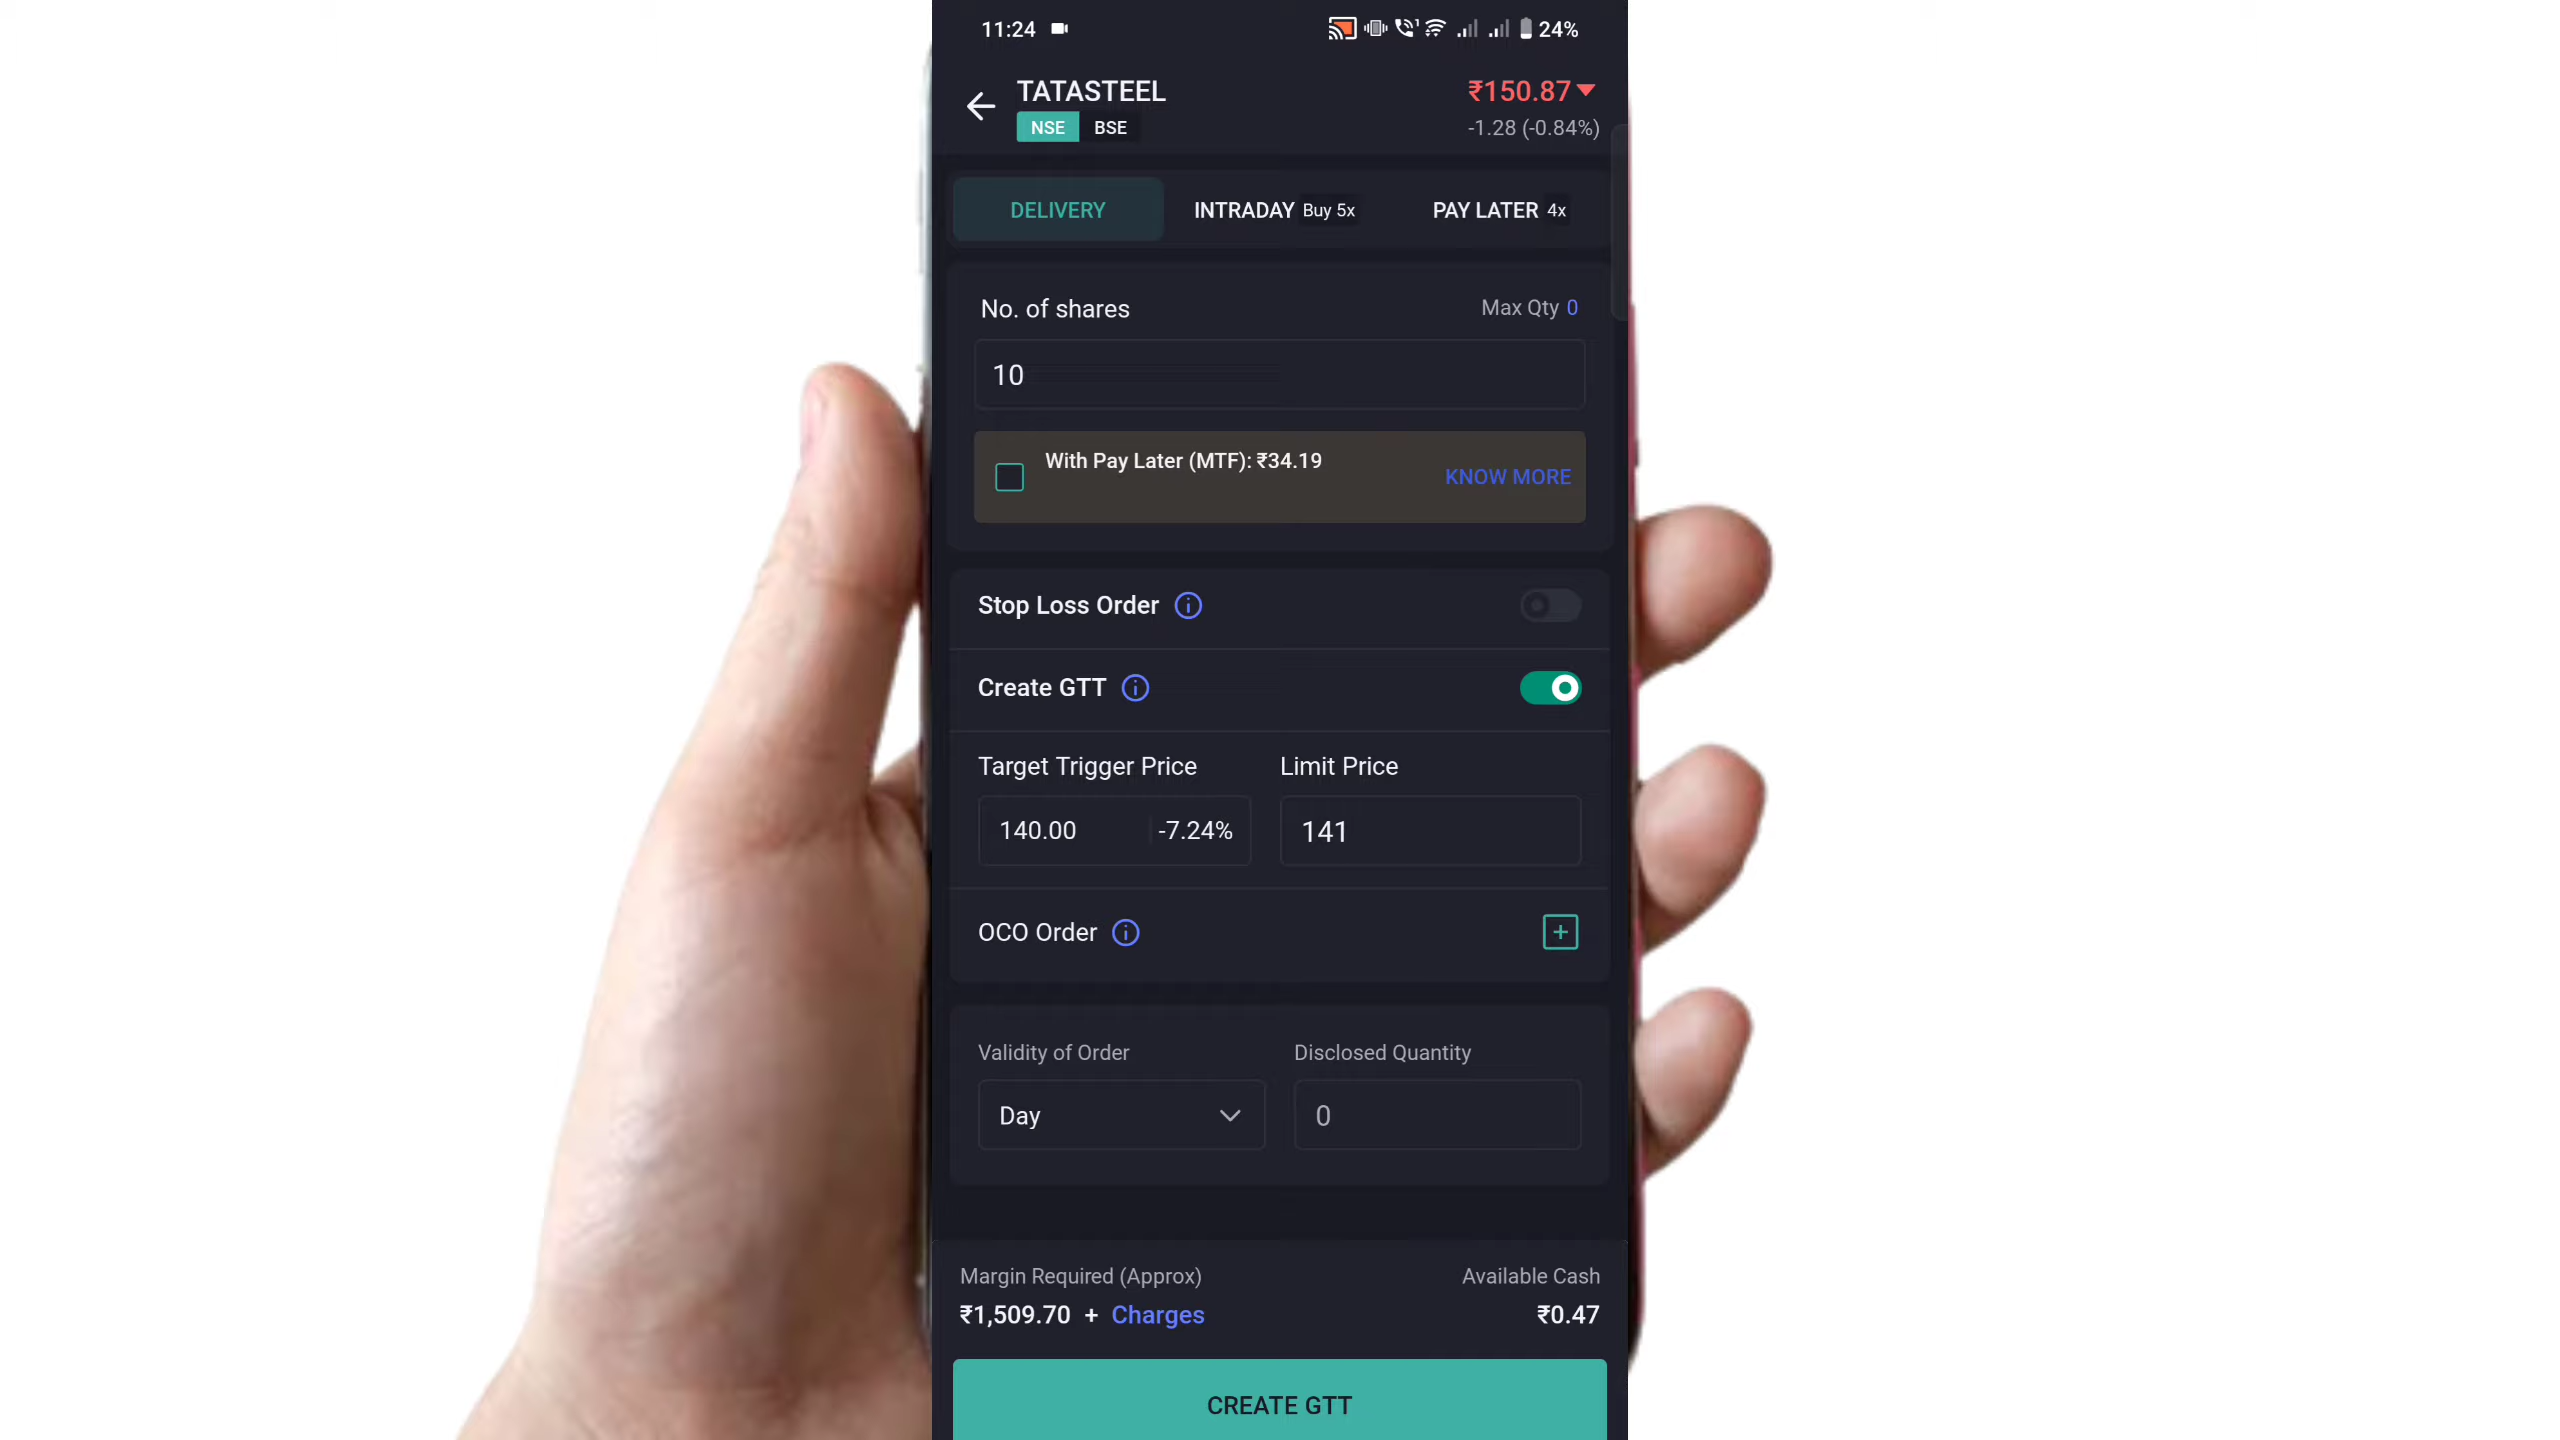 11:24
24%
TATASTEEL
₹150.87
NSE BSE
-1.28 (-0.84%)
DELIVERY
INTRADAY Buy 5x
PAY LATER 4x
No. of shares
Max Qty 0
10
With Pay Later (MTF): ₹34.19
KNOW MORE
Stop Loss Order
Create GTT
Target Trigger Price
Limit Price
140.00 -7.24%
141
OCO Order
Validity of Order
Disclosed Quantity
Day
0
Margin Required (Approx)
Available Cash
₹1,509.70 + Charges
₹0.47
CREATE GTT